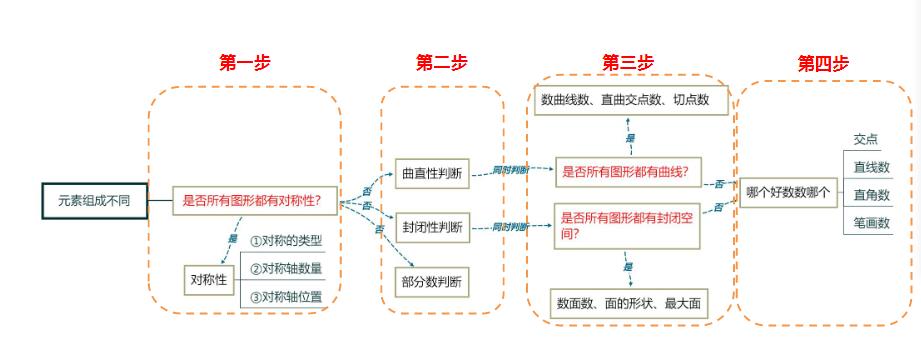 第一步
第二步
第三步
第四步
元素组成不同
是否所有图形都有对称性?
是
对称性
①对称的类型
②对称轴数量
③对称轴位置
否
否
否
曲直性判断
封闭性判断
部分数判断
同时判断
同时判断
数曲线数、直曲交点数、切点数
是
是否所有图形都有曲线?
是否所有图形都有封闭空
间?
是
数面数、面的形状、最大面
否
否
哪个好数数哪个
交点
直线数
直角数
笔画数